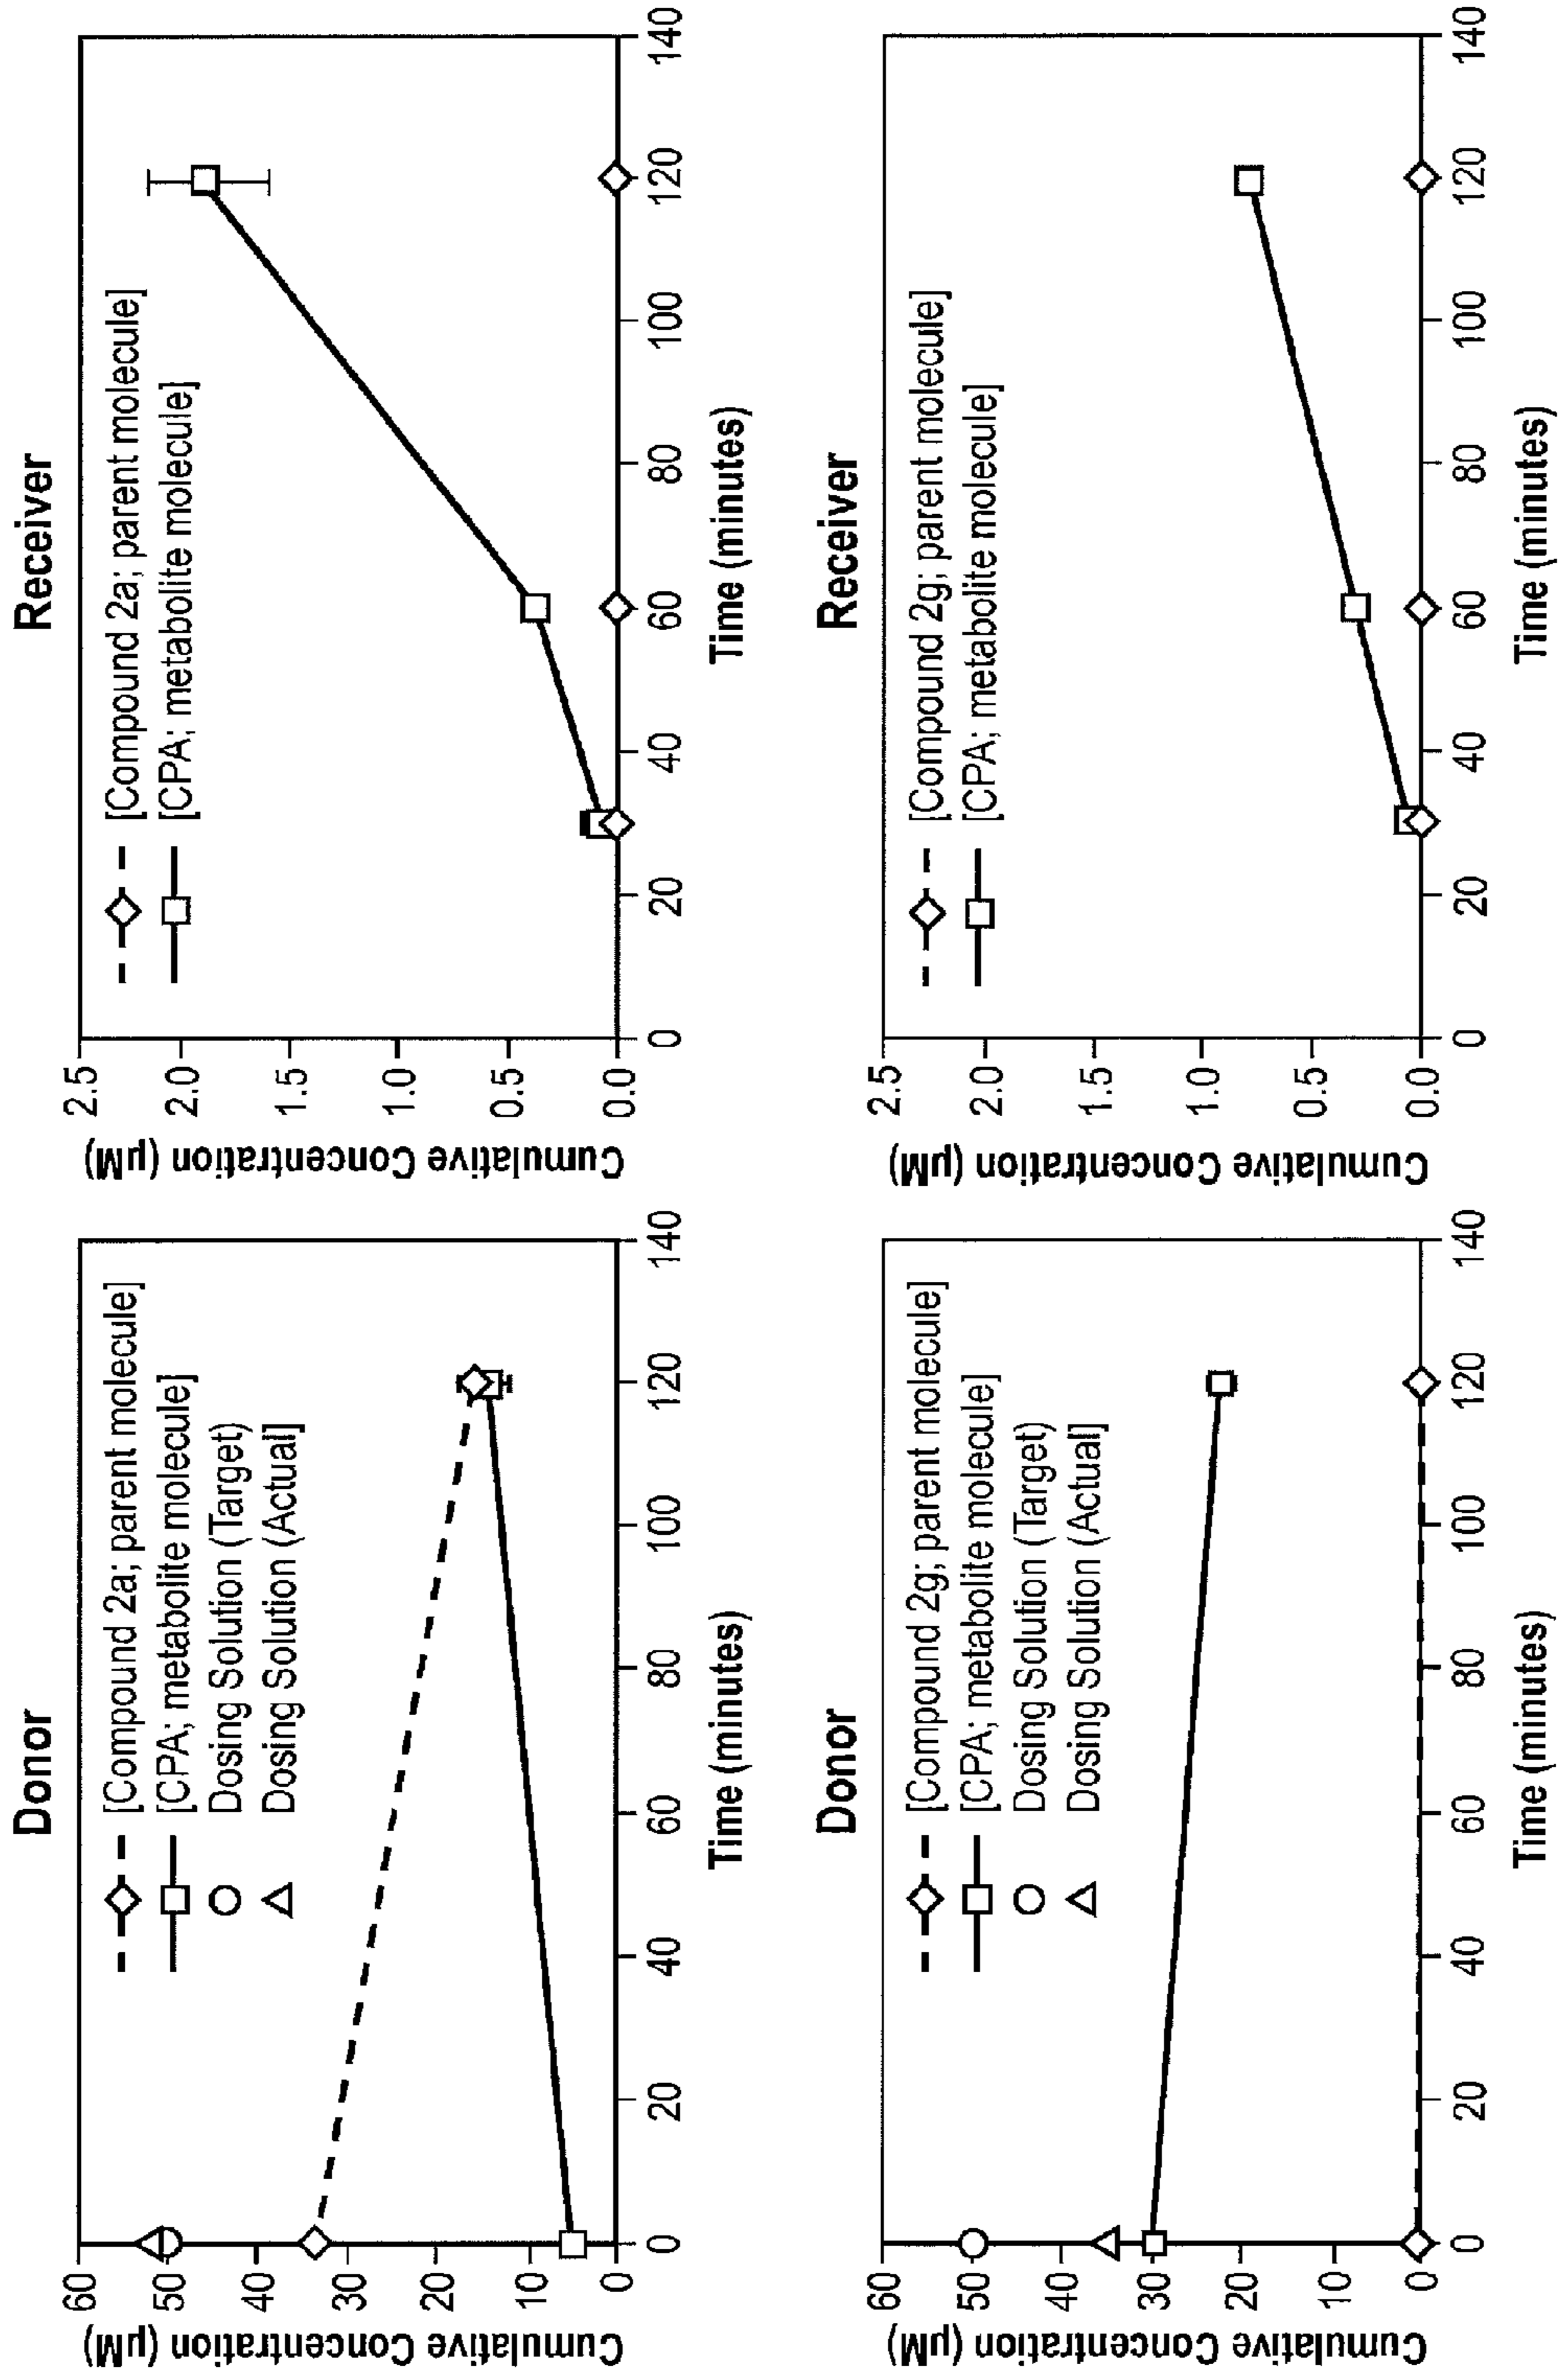 Donor
Cumulative Concentration (µM)
60
50
40
30
20
10
0
[Compound 2a; parent molecule]
[CPA; metabolite molecule]
Dosing Solution (Target)
Dosing Solution (Actual]
0 20 40 60 80 100 120 140
Time (minutes)
Receiver
Cumulative Concentration (µM)
2.5
2.0
1.5
1.0
0.5
0.0
[Compound 2a; parent molecule]
[CPA; metabolite molecule]
0 20 40 60 80 100 120 140
Time (minutes)
Donor
Cumulative Concentration (µM)
60
50
40
30
20
10
0
[Compound 2g; parent molecule]
[CPA; metabolite molecule]
Dosing Solution (Target)
Dosing Solution (Actual]
0 20 40 60 80 100 120 140
Time (minutes)
Receiver
Cumulative Concentration (µM)
2.5
2.0
1.5
1.0
0.5
0.0
[Compound 2g; parent molecule]
[CPA; metabolite molecule]
0 20 40 60 80 100 120 140
Time (minutes)